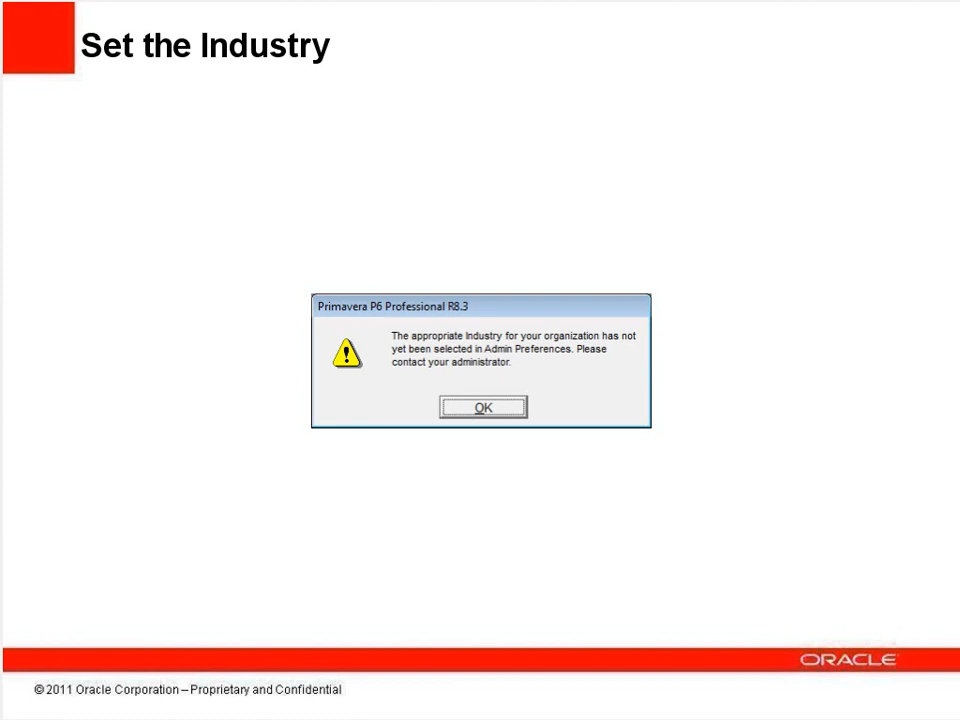 Set the Industry
Primavera P6 Professional R8.3
The appropriate Industry for your organization has not
yet been selected in Admin Preferences. Please
contact your administrator.
OK
ORACLE
© 2011 Oracle Corporation – Proprietary and Confidential